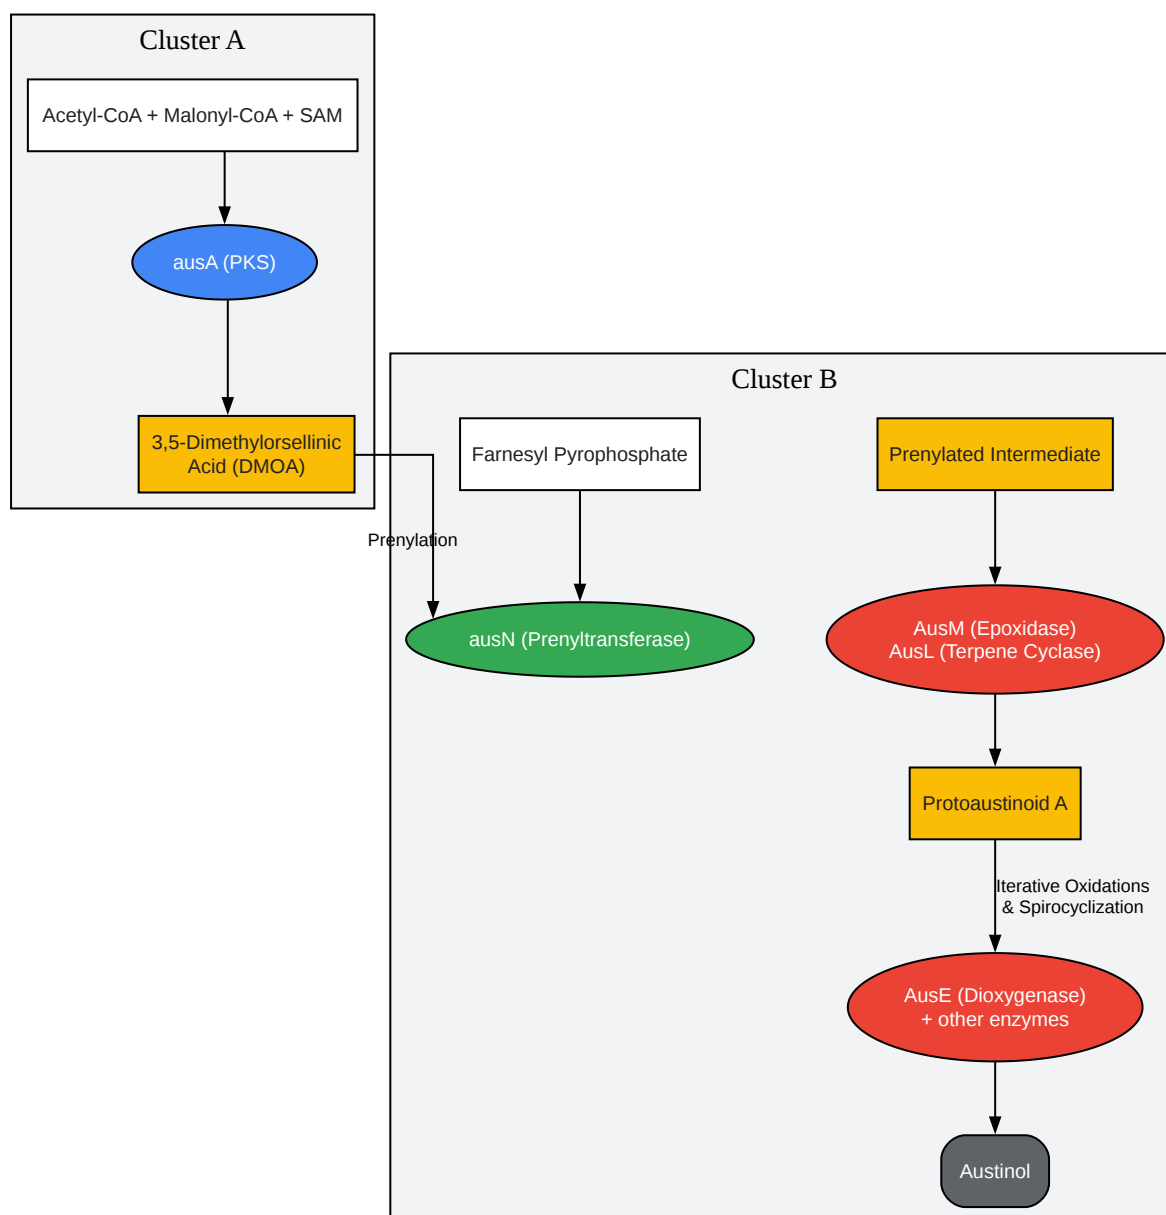 Cluster A
Acetyl-CoA + Malonyl-CoA + SAM
ausA (PKS)
3,5-Dimethylorsellinic
Acid (DMOA)
Prenylation
Cluster B
Farnesyl Pyrophosphate
ausN (Prenyltransferase)
Prenylated Intermediate
AusM (Epoxidase)
AusL (Terpene Cyclase)
Protoaustinoid A
Iterative Oxidations
& Spirocyclization
AusE (Dioxygenase)
+ other enzymes
Austinol